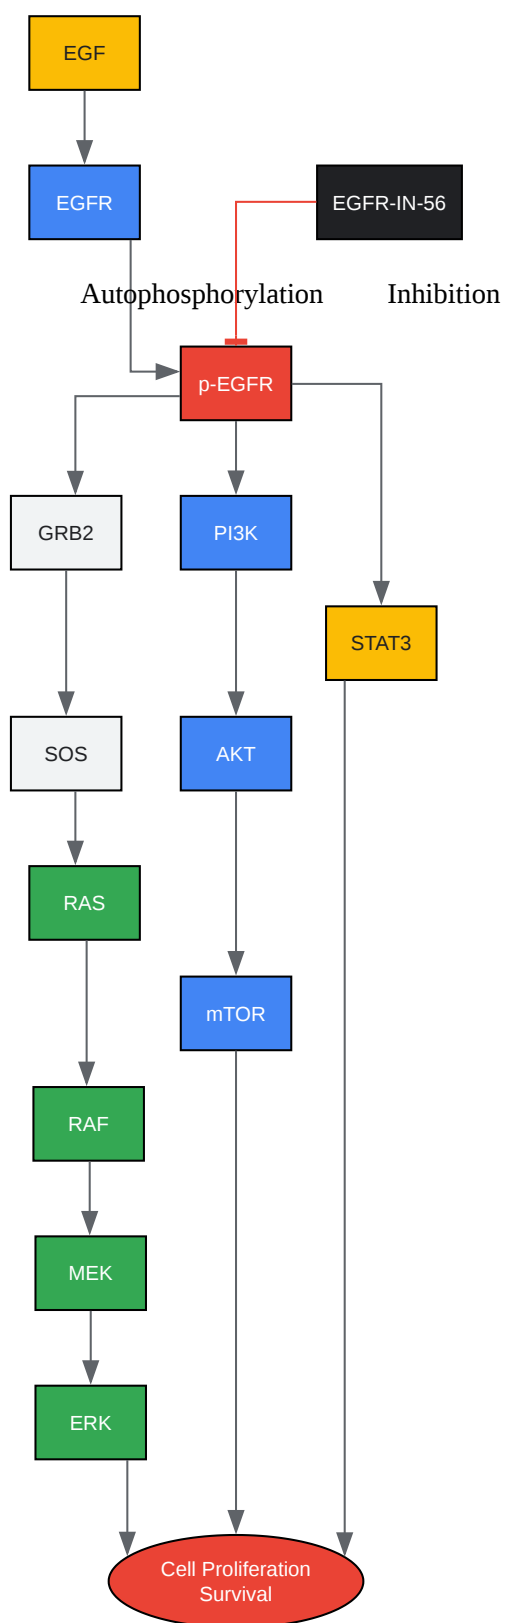 EGF
EGFR
EGFR-IN-56
Autophosphorylation
Inhibition
p-EGFR
GRB2
PI3K
STAT3
SOS
AKT
RAS
mTOR
RAF
MEK
ERK
Cell Proliferation
Survival